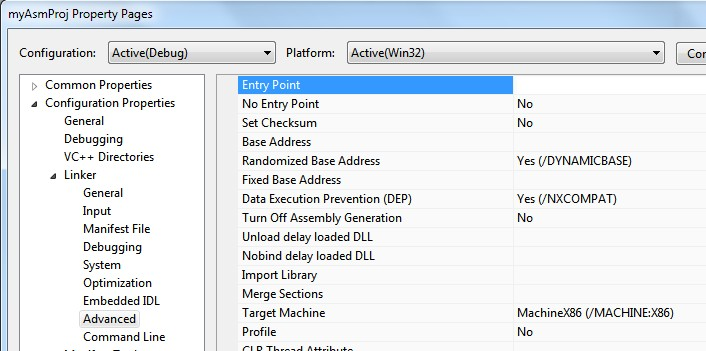 myAsmProj Property Pages
Configuration: Active(Debug) Platform: Active(Win32)
Common Properties
Configuration Properties
General
Debugging
VC++ Directories
Linker
General
Input
Manifest File
Debugging
System
Optimization
Embedded IDL
Advanced
Command Line
Entry Point
No Entry Point No
Set Checksum No
Base Address
Randomized Base Address Yes (/DYNAMICBASE)
Fixed Base Address
Data Execution Prevention (DEP) Yes (/NXCOMPAT)
Turn Off Assembly Generation No
Unload delay loaded DLL
Nobind delay loaded DLL
Import Library
Merge Sections
Target Machine MachineX86 (/MACHINE:X86)
Profile No
CLR Thread Attribute